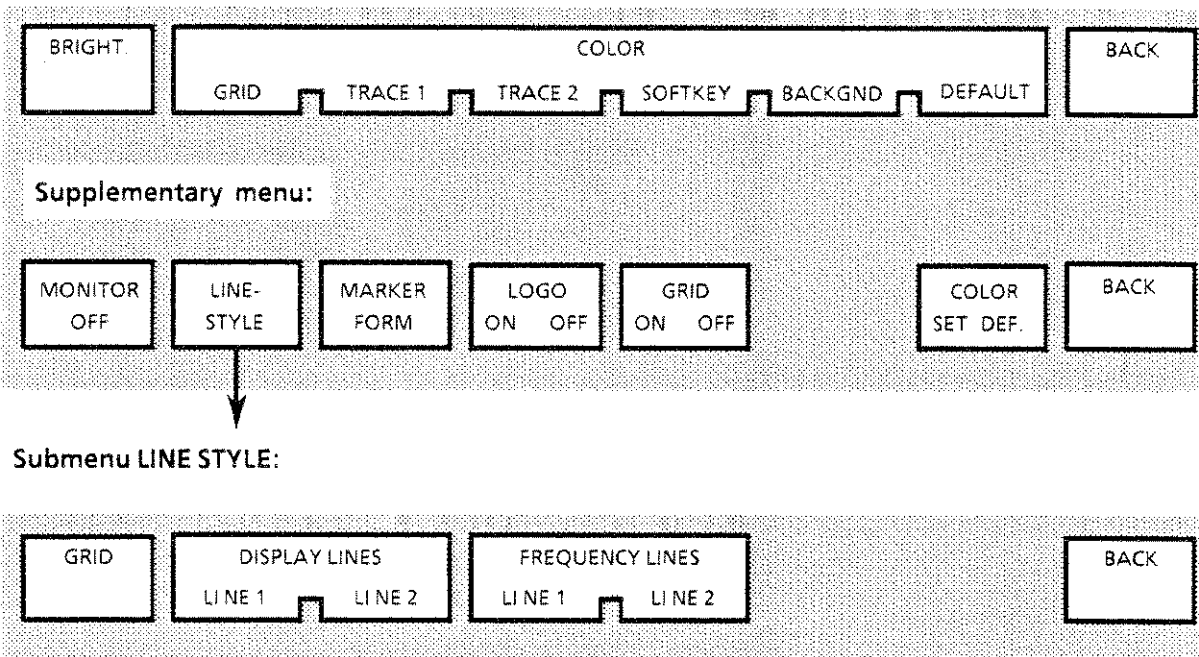 BRIGHT.
COLOR
BACK
GRID TRACE 1 TRACE 2 SOFTKEY BACKGND DEFAULT
Supplementary menu:
MONITOR OFF
LINE-
STYLE
MARKER
FORM
LOGO
ON OFF
GRID
ON OFF
COLOR
SET DEF.
BACK
Submenu LINE STYLE:
GRID
DISPLAY LINES
LINE 1 LINE 2
FREQUENCY LINES
LINE 1 LINE 2
BACK